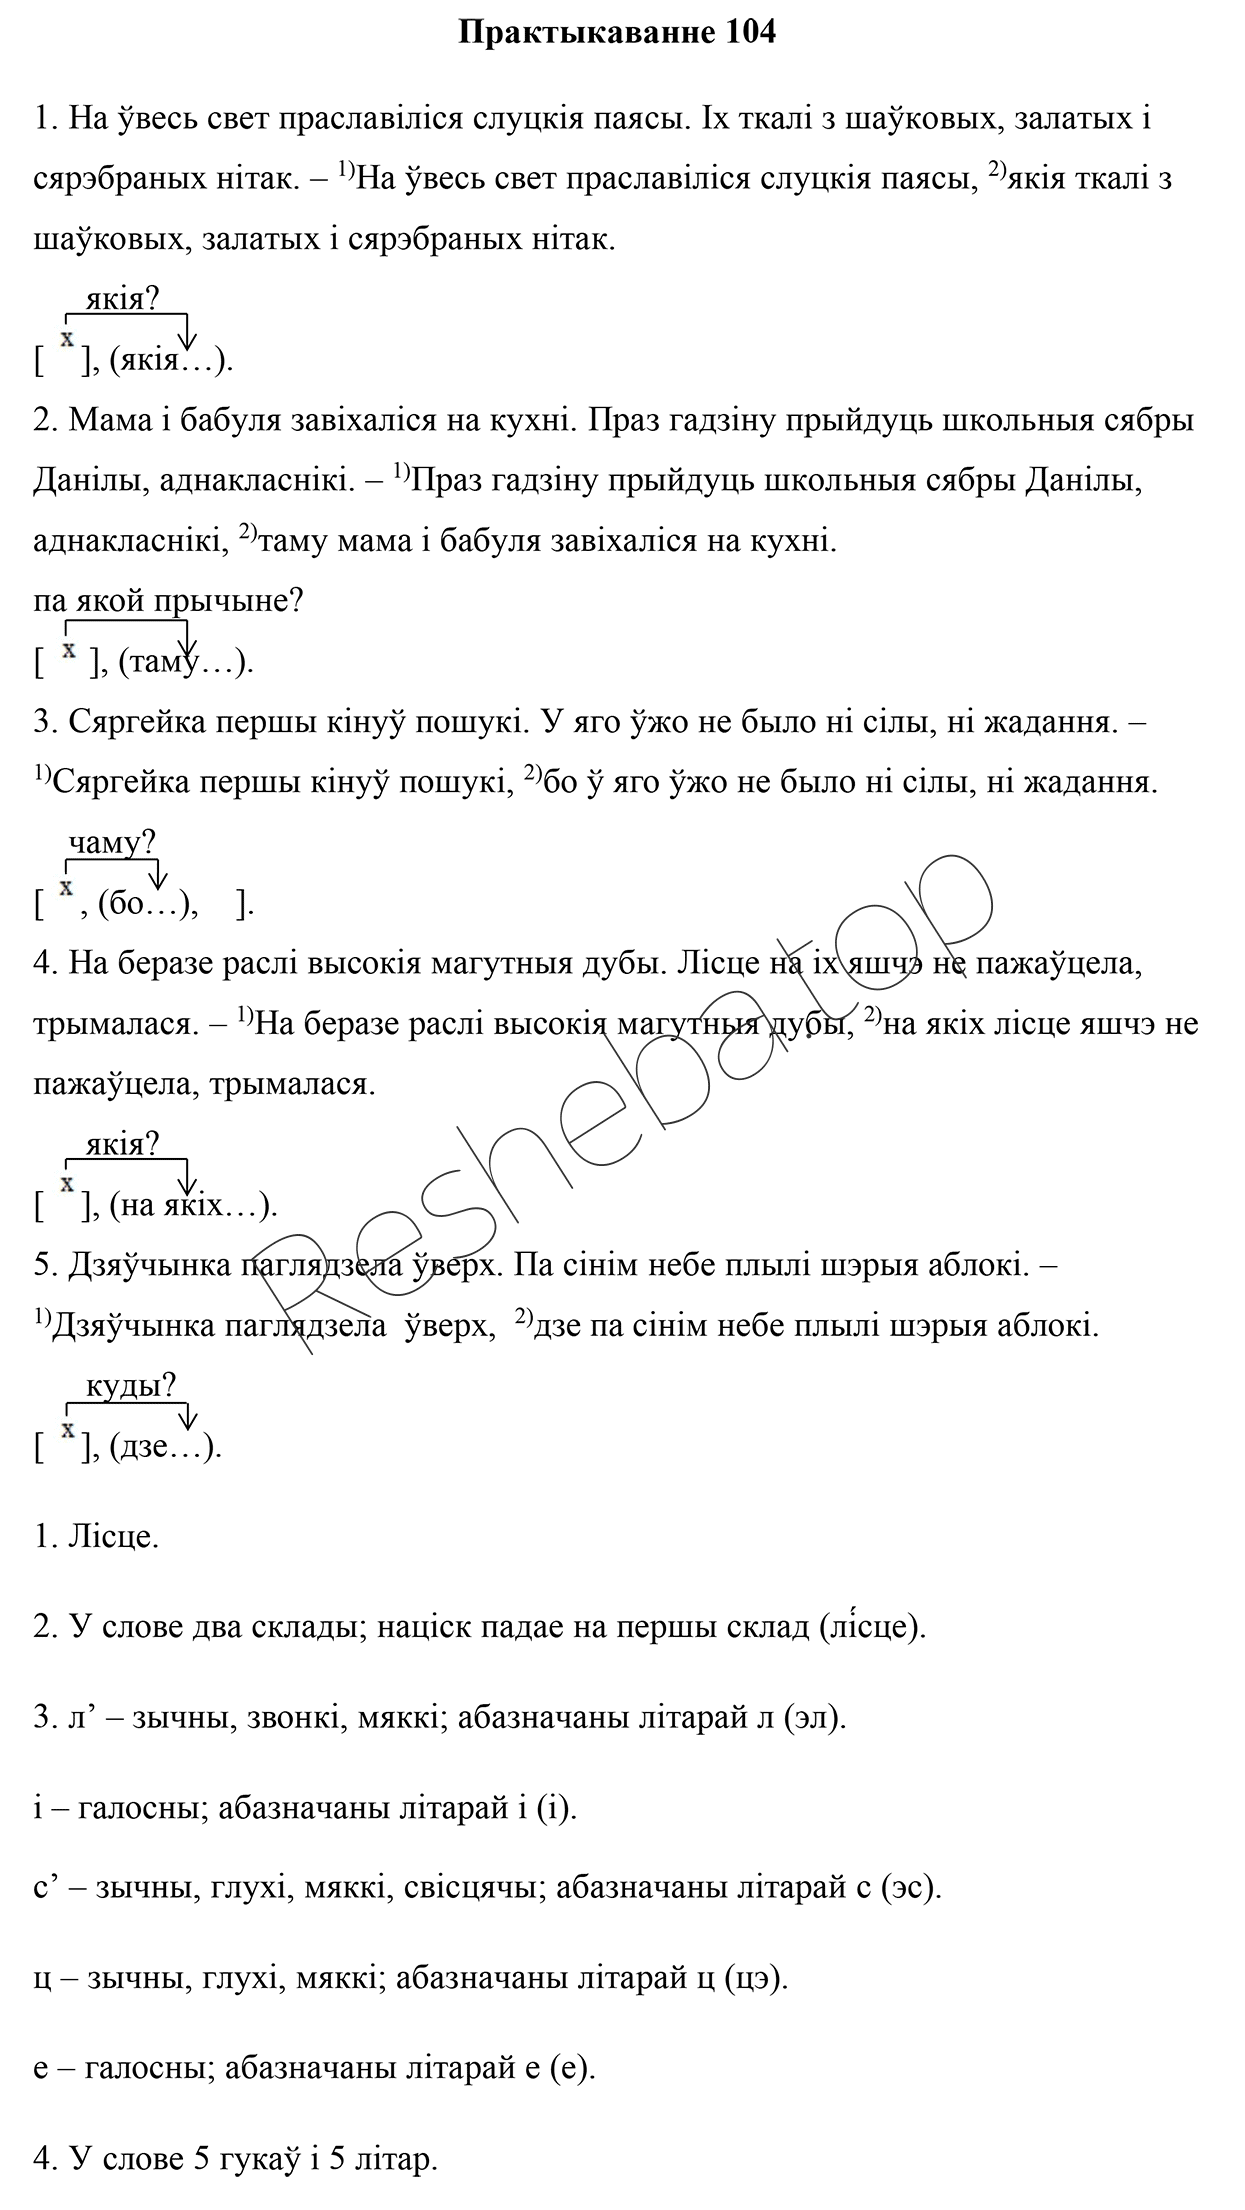 Практыкаванне 104
1. На ўвесь свет праславіліся слуцкія паясы. Іх ткалі з шаўковых, залатых і
сярэбраных нітак. – 1)На ўвесь свет праславіліся слуцкія паясы, 2)якія ткалі з
шаўковых, залатых і сярэбраных нітак.
якія?
[ х ], (якія…).
2. Мама і бабуля завіхаліся на кухні. Праз гадзіну прыйдуць школьныя сябры
Данілы, аднакласнікі. – 1)Праз гадзіну прыйдуць школьныя сябры Данілы,
аднакласнікі, 2)таму мама і бабуля завіхаліся на кухні.
па якой прычыне?
[ х ], (таму…).
3. Сяргейка першы кінуў пошукі. У яго ўжо не было ні сілы, ні жадання. –
1)Сяргейка першы кінуў пошукі, 2)бо ў яго ўжо не было ні сілы, ні жадання.
чаму?
[ х , (бо…), ].
4. На беразе раслі высокія магутныя дубы. Лісце на іх яшчэ не пажаўцела,
трымалася. – 1)На беразе раслі высокія магутныя дубы, 2)на якіх лісце яшчэ не
пажаўцела, трымалася.
якія?
[ х ], (на якіх…).
5. Дзяўчынка паглядзела ўверх. Па сінім небе плылі шэрыя аблокі. –
1)Дзяўчынка паглядзела ўверх, 2)дзе па сінім небе плылі шэрыя аблокі.
куды?
[ х ], (дзе…).
1. Лісце.
2. У слове два склады; націск падае на першы склад (лі́сце).
3. л’ – зычны, звонкі, мяккі; абазначаны літарай л (эл).
і – галосны; абазначаны літарай і (і).
с’ – зычны, глухі, мяккі, свісцячы; абазначаны літарай с (эс).
ц – зычны, глухі, мяккі; абазначаны літарай ц (цэ).
е – галосны; абазначаны літарай е (е).
4. У слове 5 гукаў і 5 літар.
Resheba.top